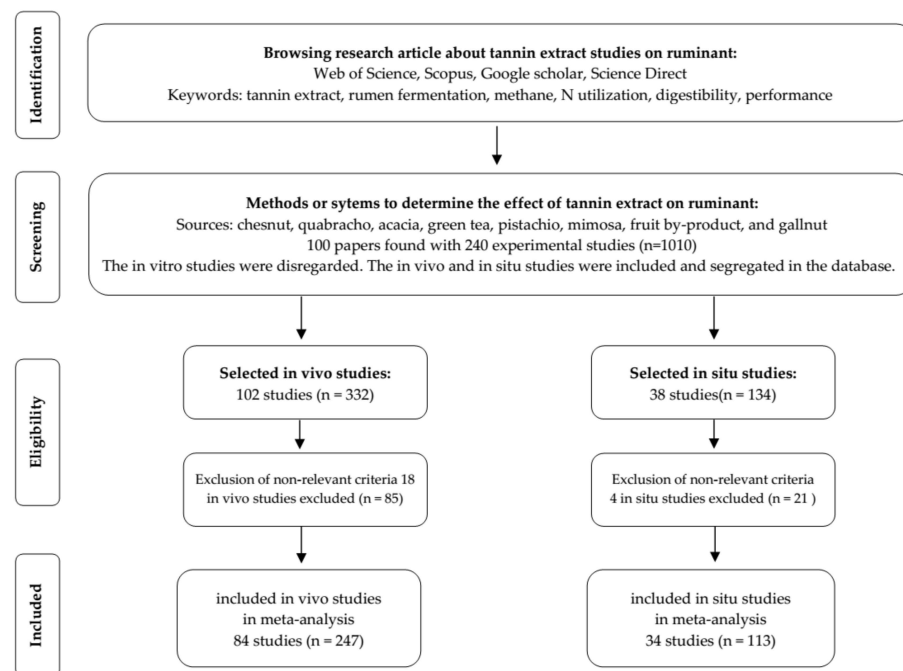 Identification
Browsing research article about tannin extract studies on ruminant:
Web of Science, Scopus, Google scholar, Science Direct
Keywords: tannin extract, rumen fermentation, methane, N utilization, digestibility, performance
Screening
Methods or sytems to determine the effect of tannin extract on ruminant:
Sources: chesnut, quabracho, acacia, green tea, pistachio, mimosa, fruit by-product, and gallnut
100 papers found with 240 experimental studies (n=1010)
The in vitro studies were disregarded. The in vivo and in situ studies were included and segregated in the database.
Eligibility
Selected in vivo studies:
102 studies (n = 332)
Selected in situ studies:
38 studies(n = 134)
Exclusion of non-relevant criteria 18
in vivo studies excluded (n = 85)
Exclusion of non-relevant criteria
4 in situ studies excluded (n = 21 )
Included
included in vivo studies
in meta-analysis
84 studies (n = 247)
included in situ studies
in meta-analysis
34 studies (n = 113)